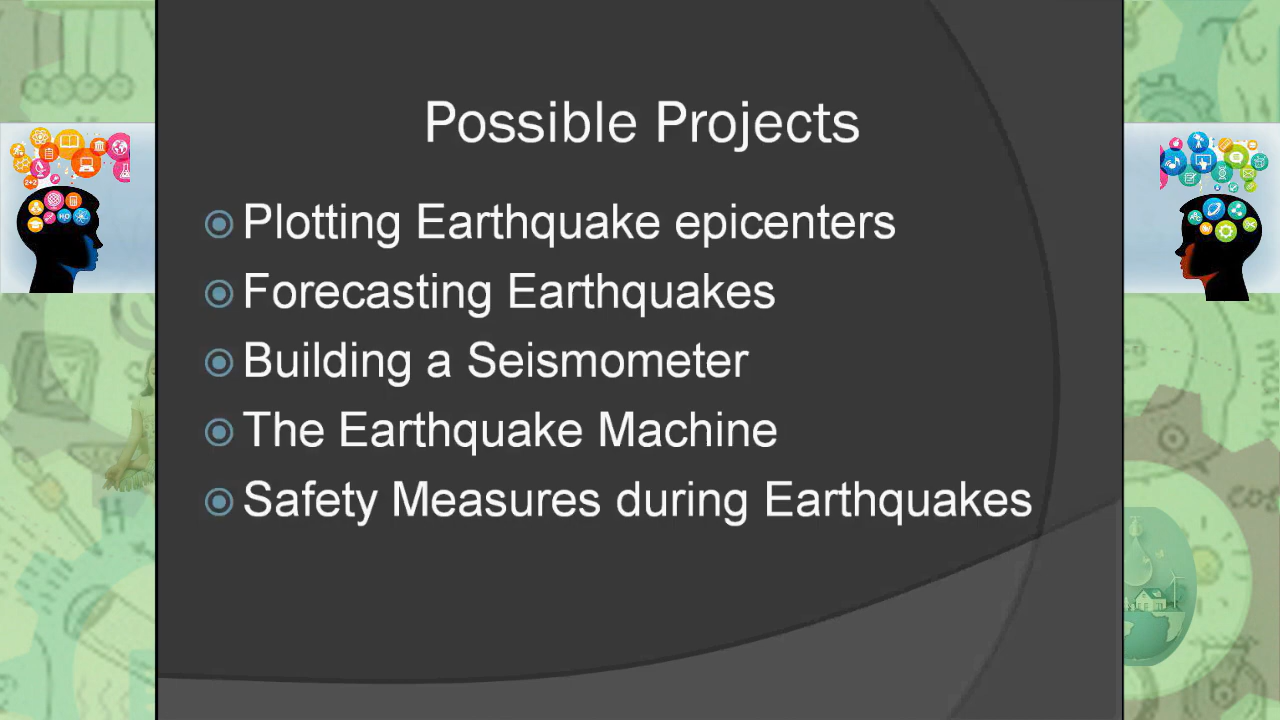 Possible Projects
Plotting Earthquake epicenters
Forecasting Earthquakes
Building a Seismometer
The Earthquake Machine
Safety Measures during Earthquakes